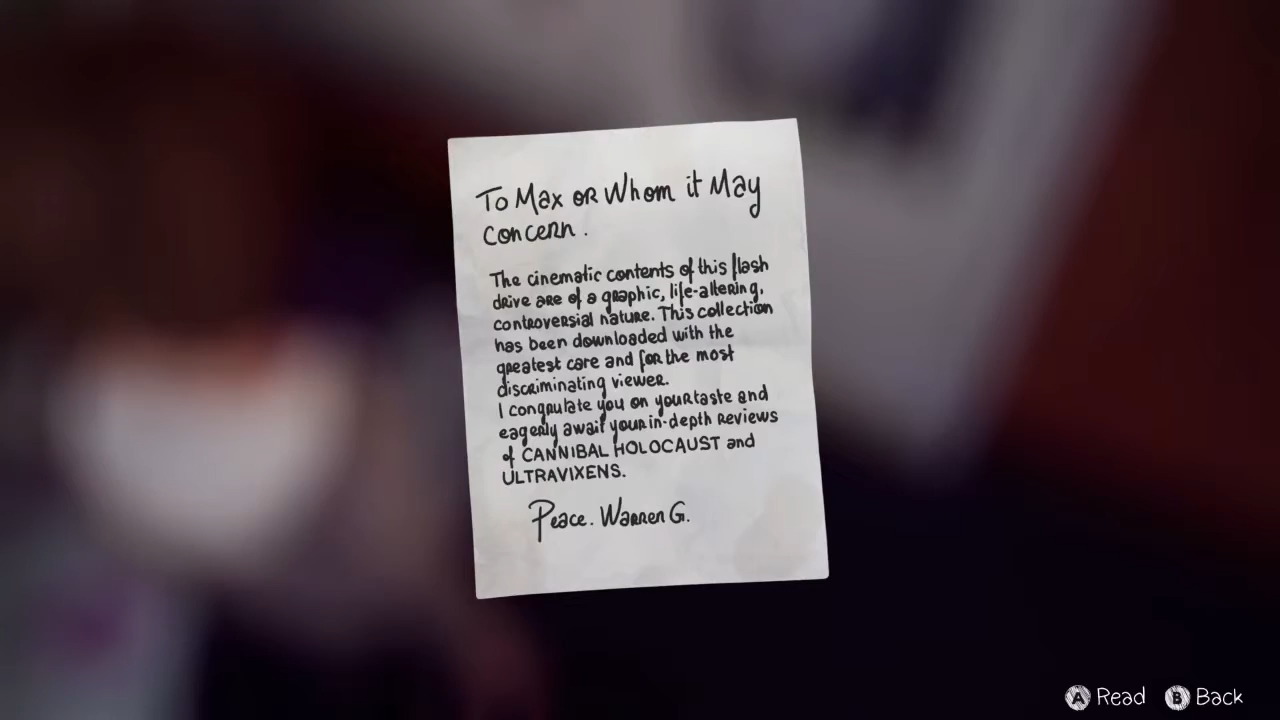 To Max or Whom it May
Concern.
The cinematic contents of this flash
drive are of a graphic, life-altering,
controversial nature. This collection
has been downloaded with the
greatest care and for the most
discriminating viewer.
I congrulate you on your taste and
eagerly await your in-depth reviews
of CANNIBAL HOLOCAUST and
ULTRAVIXENS.
Peace. Warren G.
A Read B Back